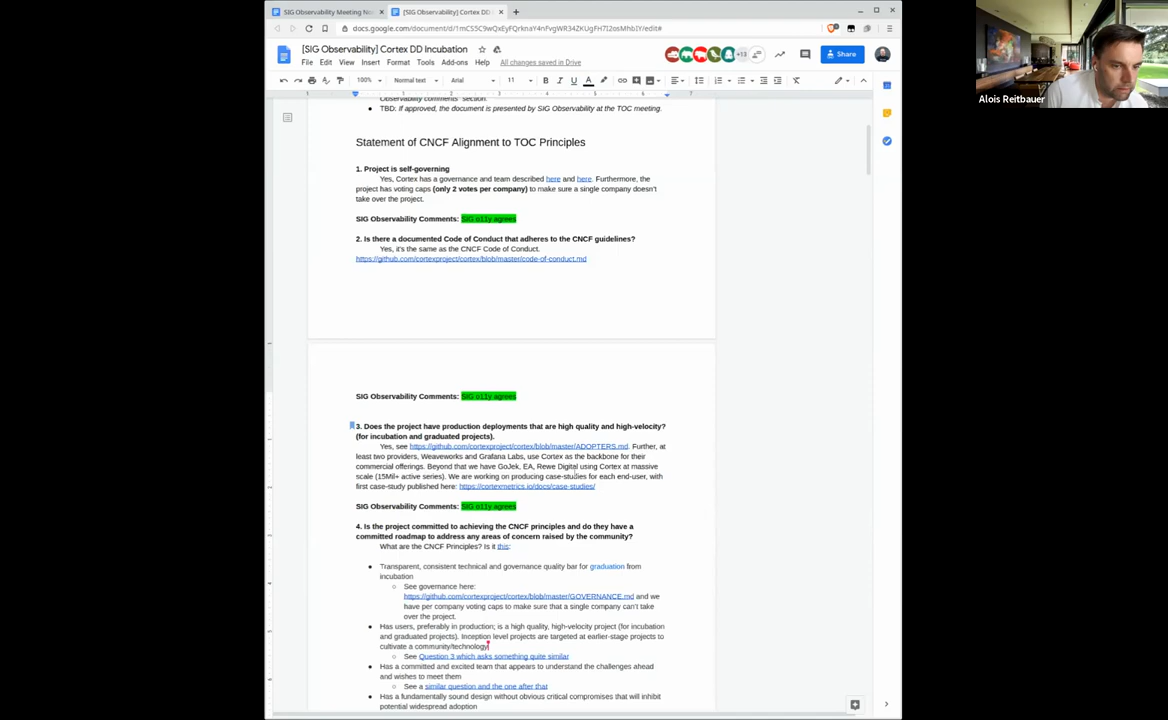 SIG Observability Meeting No
[SIG Observability] Cortex DD
docs.google.com/document/d/1mCS5C9wQxEyFQrknaY4nFvgWR34ZKUgFH7I2osMhbIY/edit#
[SIG Observability] Cortex DD Incubation
File Edit View Insert Format Tools Add-ons Help All changes saved in Drive
+13
Share
100% Normal text Arial 11
Alois Reitbauer
Observability comments' section.
● TBD: if approved, the document is presented by SIG Observability at the TOC meeting.
Statement of CNCF Alignment to TOC Principles
1. Project is self-governing
Yes, Cortex has a governance and team described here and here. Furthermore, the
project has voting caps (only 2 votes per company) to make sure a single company doesn't
take over the project.
SIG Observability Comments: SIG o11y agrees
2. Is there a documented Code of Conduct that adheres to the CNCF guidelines?
Yes, it's the same as the CNCF Code of Conduct.
https://github.com/cortexproject/cortex/blob/master/code-of-conduct.md
SIG Observability Comments: SIG o11y agrees
3. Does the project have production deployments that are high quality and high-velocity?
(for incubation and graduated projects).
Yes, see https://github.com/cortexproject/cortex/blob/master/ADOPTERS.md. Further, at
least two providers, Weaveworks and Grafana Labs, use Cortex as the backbone for their
commercial offerings. Beyond that we have GoJek, EA, Rewe Digital using Cortex at massive
scale (15Mil+ active series). We are working on producing case-studies for each end-user, with
first case-study published here: https://cortexmetrics.io/docs/case-studies/
SIG Observability Comments: SIG o11y agrees
4. Is the project committed to achieving the CNCF principles and do they have a
committed roadmap to address any areas of concern raised by the community?
What are the CNCF Principles? Is it this:
● Transparent, consistent technical and governance quality bar for graduation from
incubation
○ See governance here:
https://github.com/cortexproject/cortex/blob/master/GOVERNANCE.md and we
have per company voting caps to make sure that a single company can't take
over the project.
● Has users, preferably in production; is a high quality, high-velocity project (for incubation
and graduated projects). Inception level projects are targeted at earlier-stage projects to
cultivate a community/technology
○ See Question 3 which asks something quite similar
● Has a committed and excited team that appears to understand the challenges ahead
and wishes to meet them
○ See a similar question and the one after that
● Has a fundamentally sound design without obvious critical compromises that will inhibit
potential widespread adoption